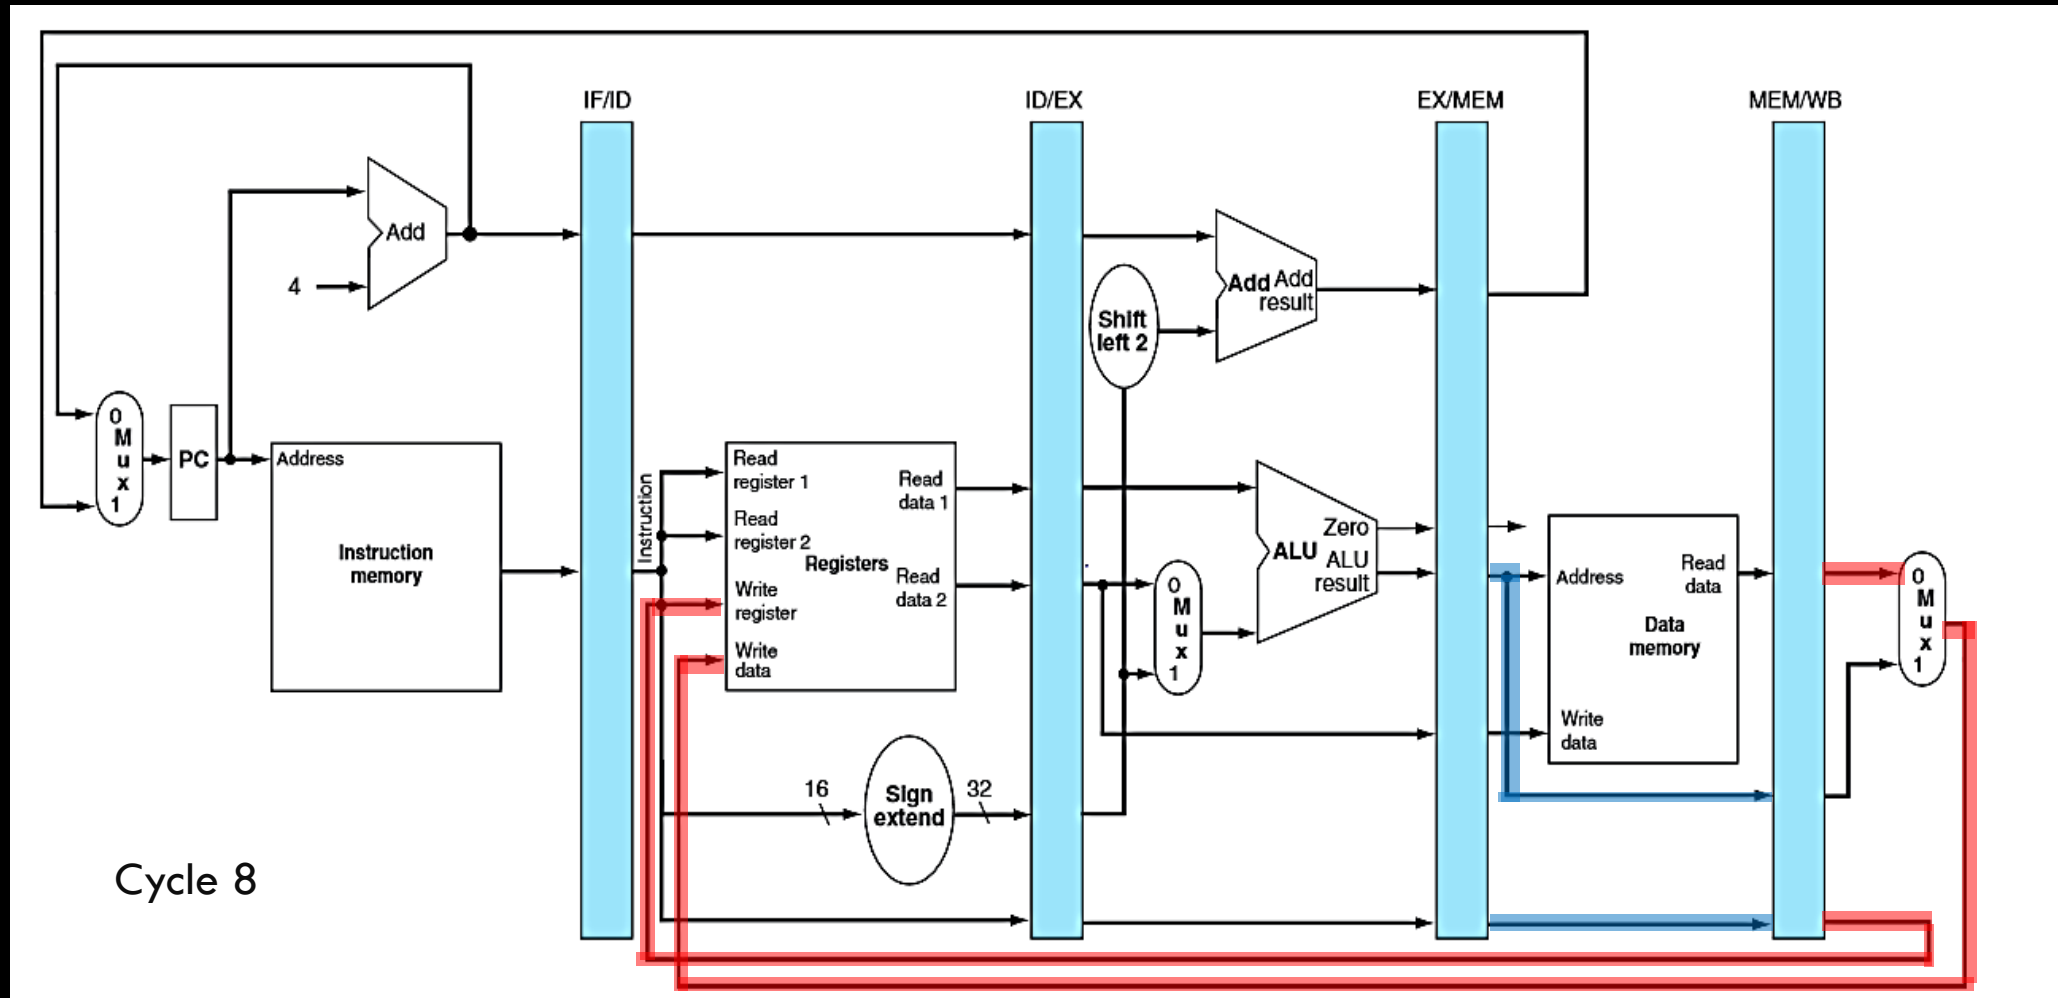 IF/ID
ID/EX
EX/MEM
MEM/WB
Add
4
Add Add
result
Shift
left 2
0
M
u
x
1
PC
Address
Instruction
memory
Instruction
Read
register 1
Read
register 2
Write
register
Write
data
Registers
Read
data 1
Read
data 2
0
M
u
x
1
Zero
ALU
ALU
result
Address
Read
data
Data
memory
Write
data
0
M
u
x
1
16
Sign
extend
32
Cycle 8